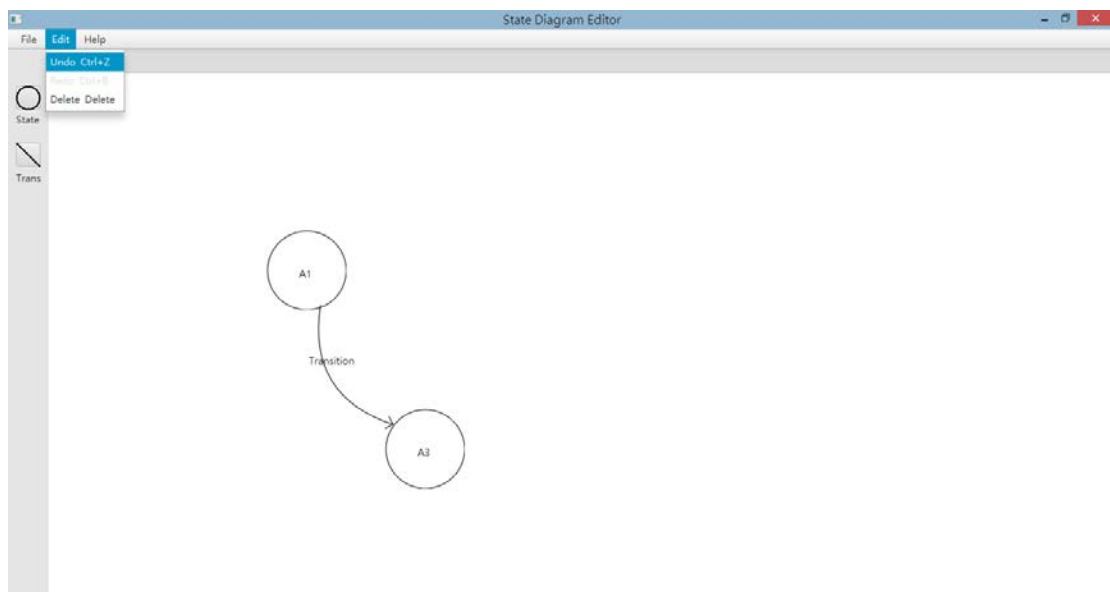 State Diagram Editor
File Edit Help
Undo Ctrl+Z
Delete Delete
State
Trans
A1
Transition
A3